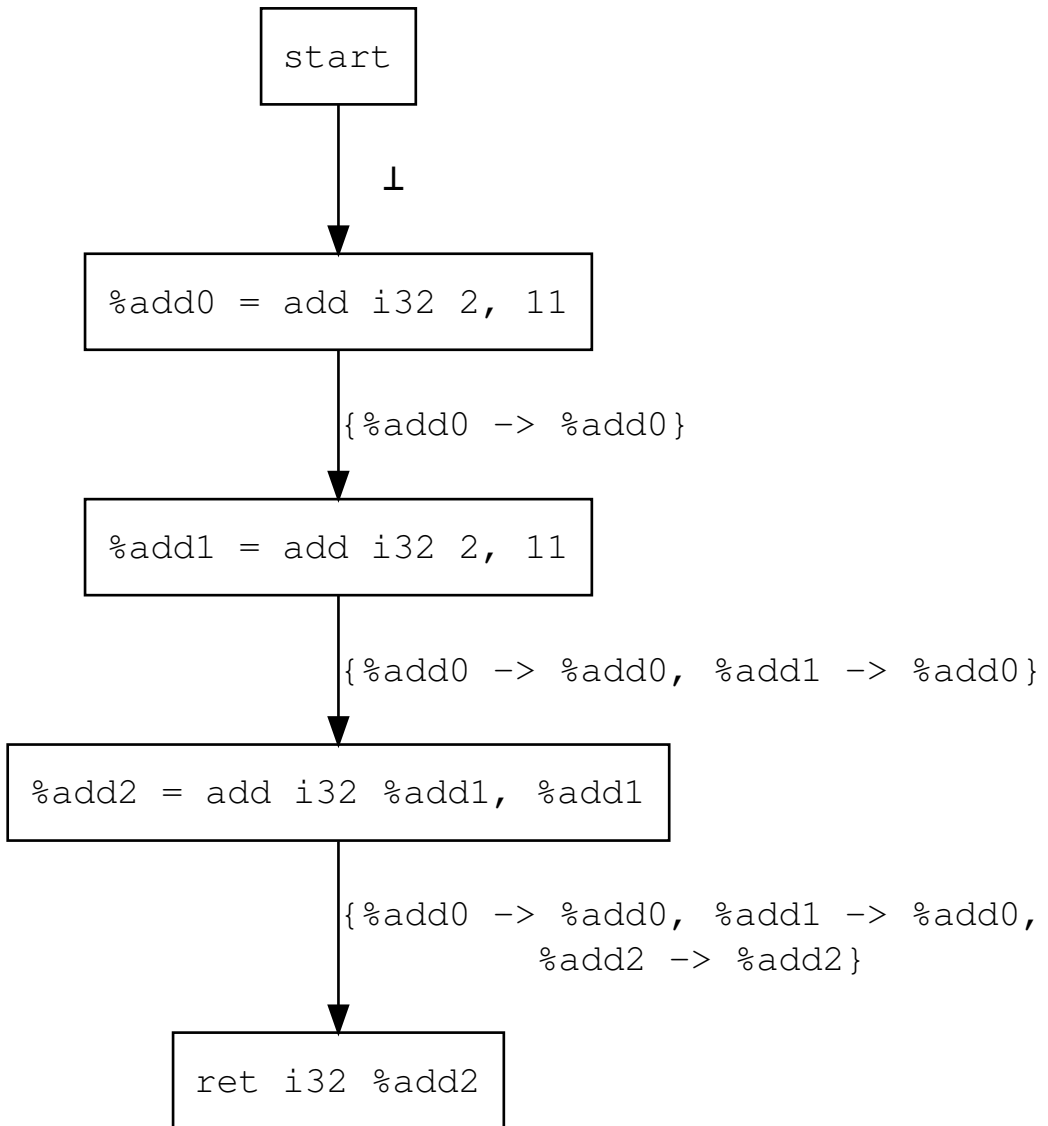 start
⊥
%add0 = add i32 2, 11
{%add0 -> %add0}
%add1 = add i32 2, 11
{%add0 -> %add0, %add1 -> %add0}
%add2 = add i32 %add1, %add1
{%add0 -> %add0, %add1 -> %add0,
%add2 -> %add2}
ret i32 %add2